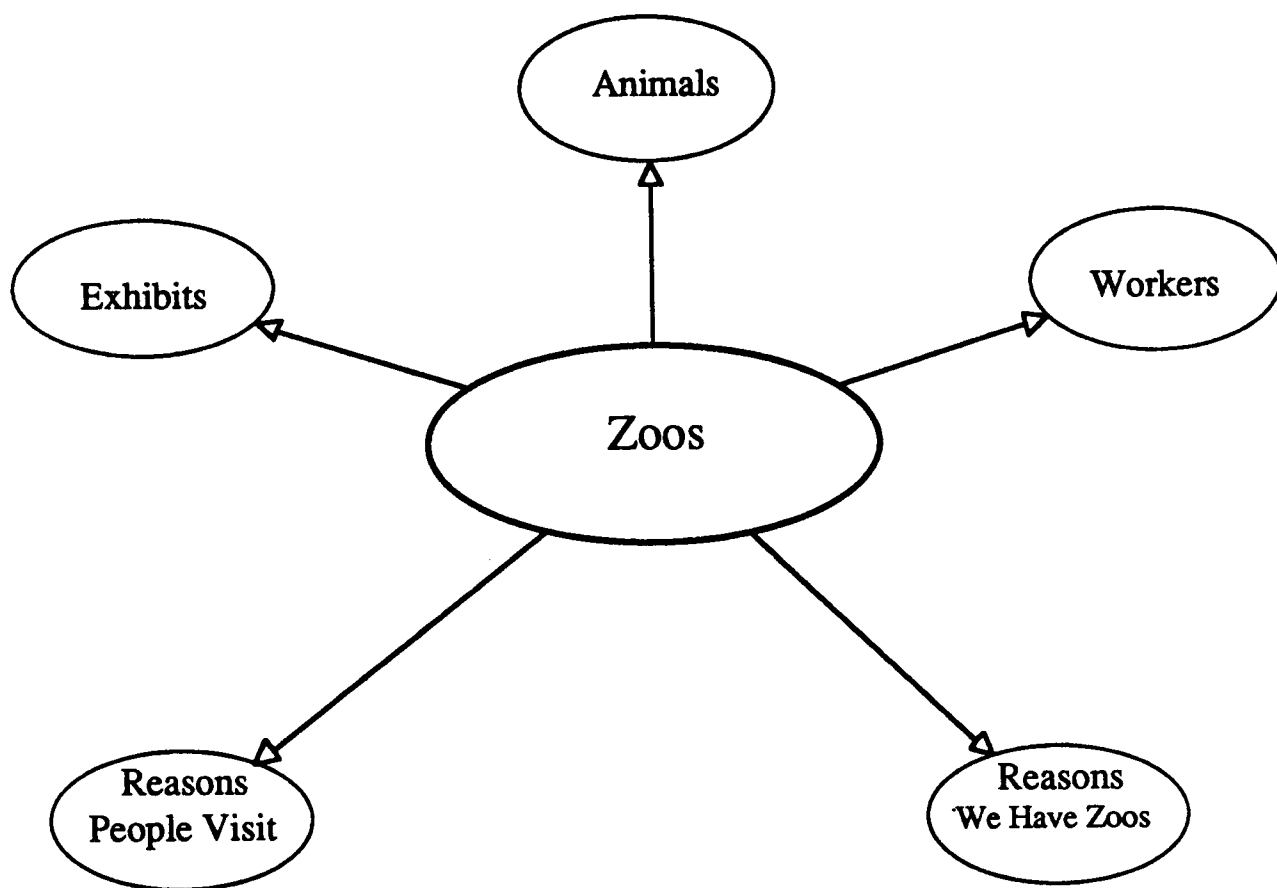 Animals
Exhibits
Workers
Zoos
Reasons
People Visit
Reasons
We Have Zoos